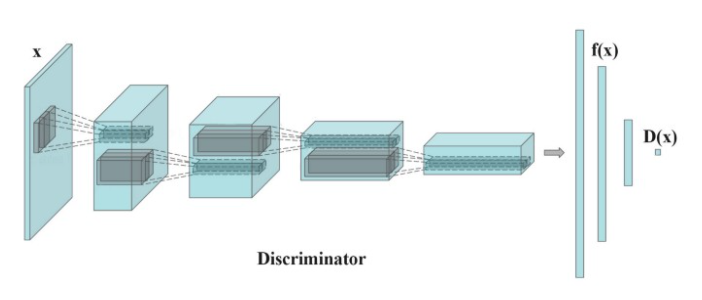 x
f(x)
D(x)
Discriminator